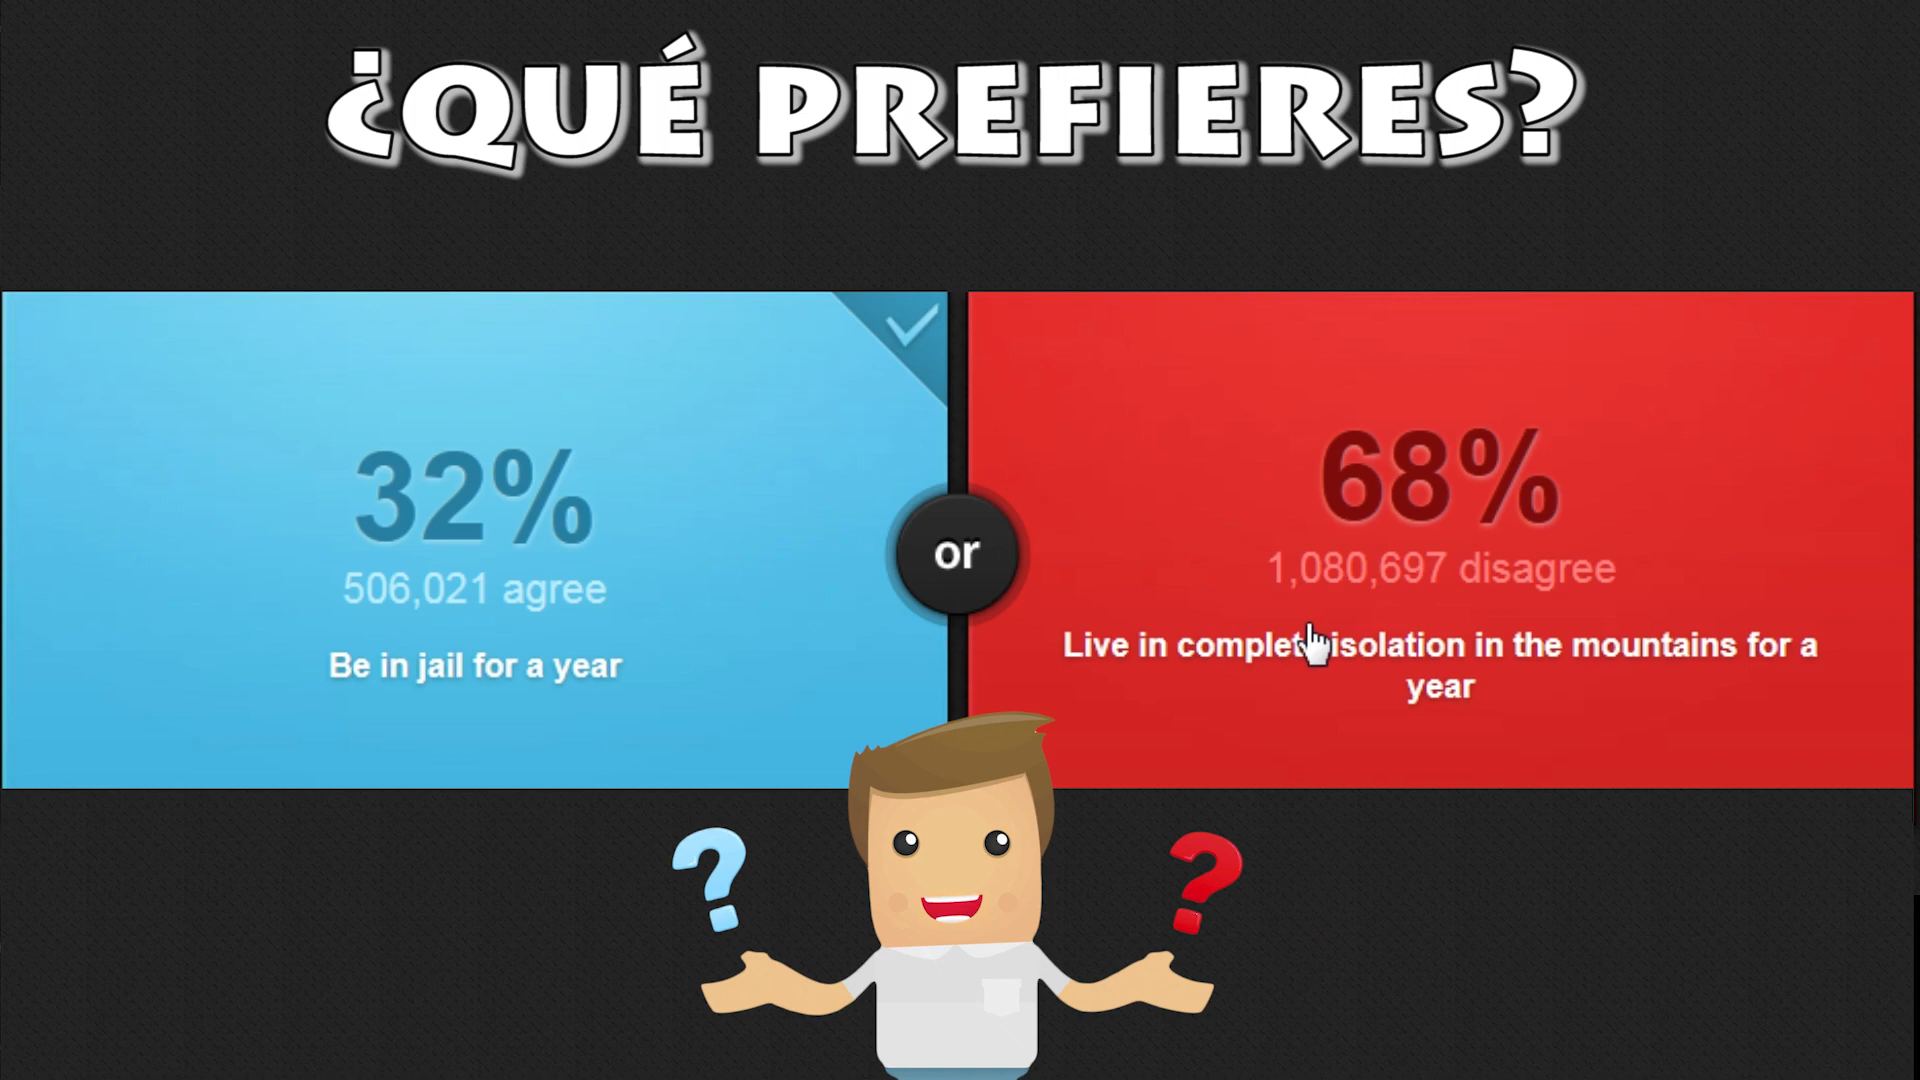 ¿QUÉ PREFIERES?
32%
506,021 agree
Be in jail for a year
or
68%
1,080,697 disagree
Live in complete isolation in the mountains for a
year
?
?